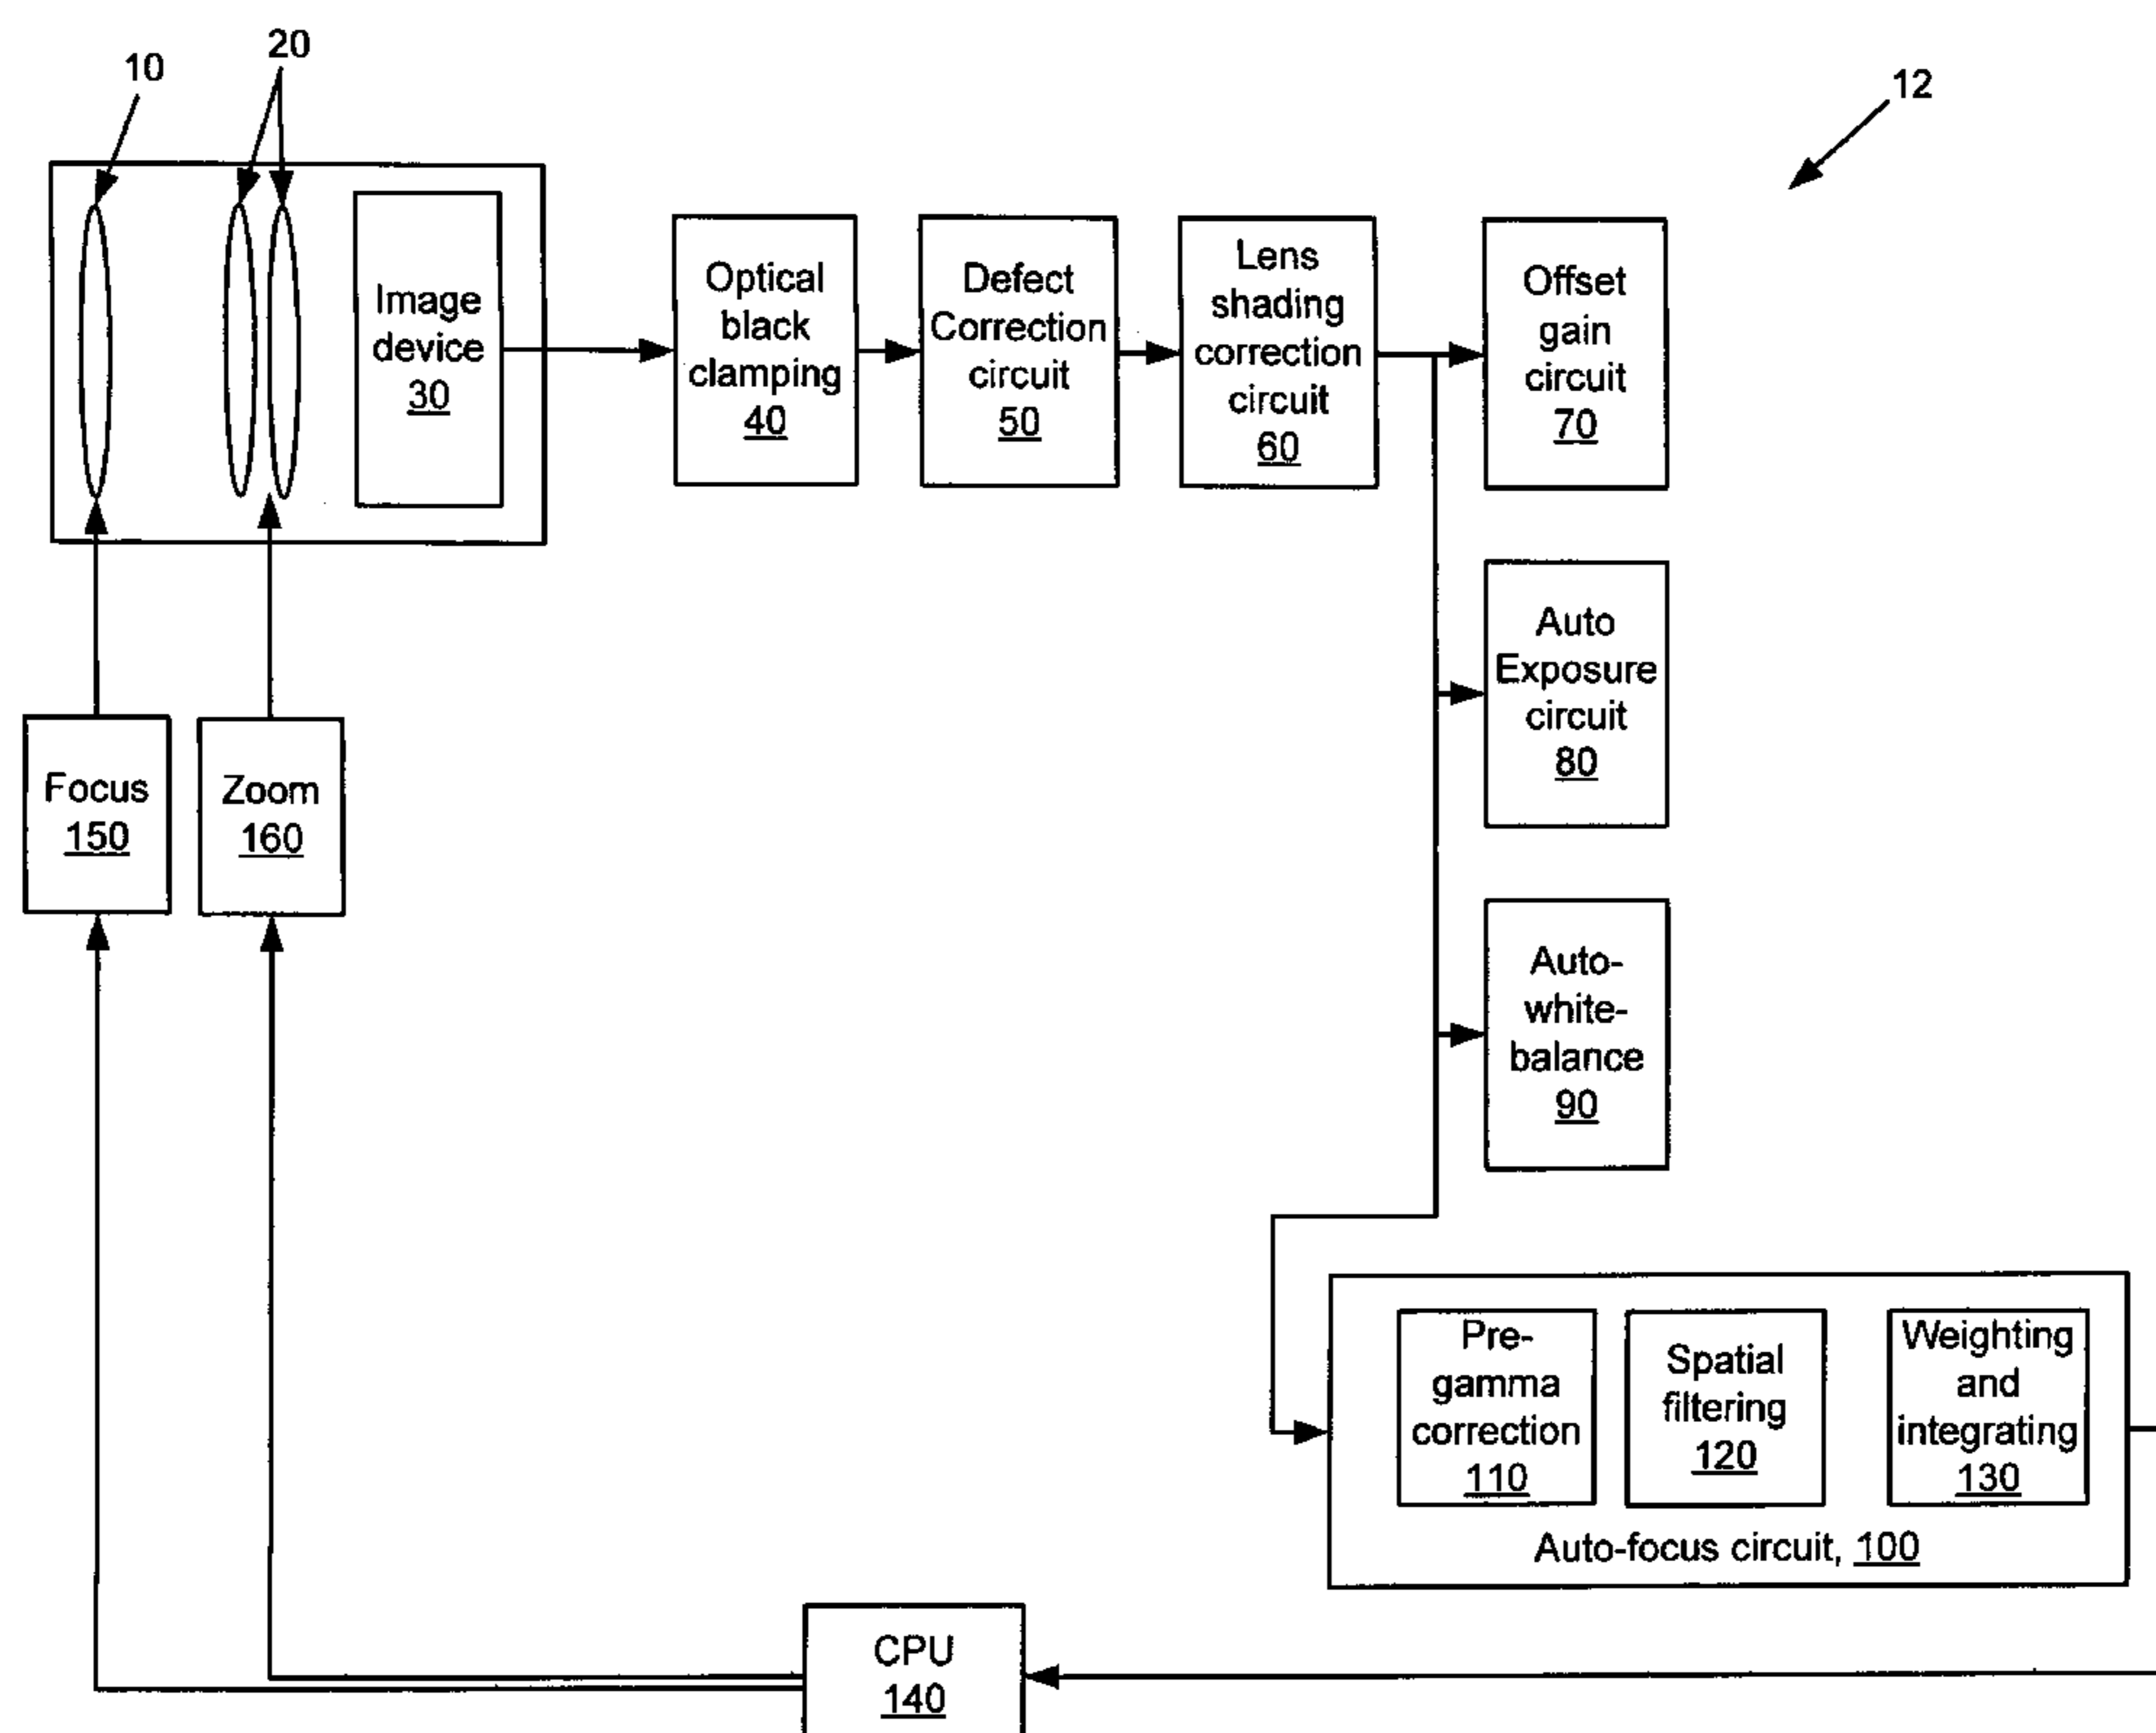 20
10
12
Image
device
30
Optical
black
clamping
40
Defect
Correction
circuit
50
Lens
shading
correction
circuit
60
Offset
gain
circuit
70
Auto
Exposure
circuit
80
Focus
150
Zoom
160
Auto-
white-
balance
90
Pre-
gamma
correction
110
Spatial
filtering
120
Weighting
and
integrating
130
Auto-focus circuit, 100
CPU
140